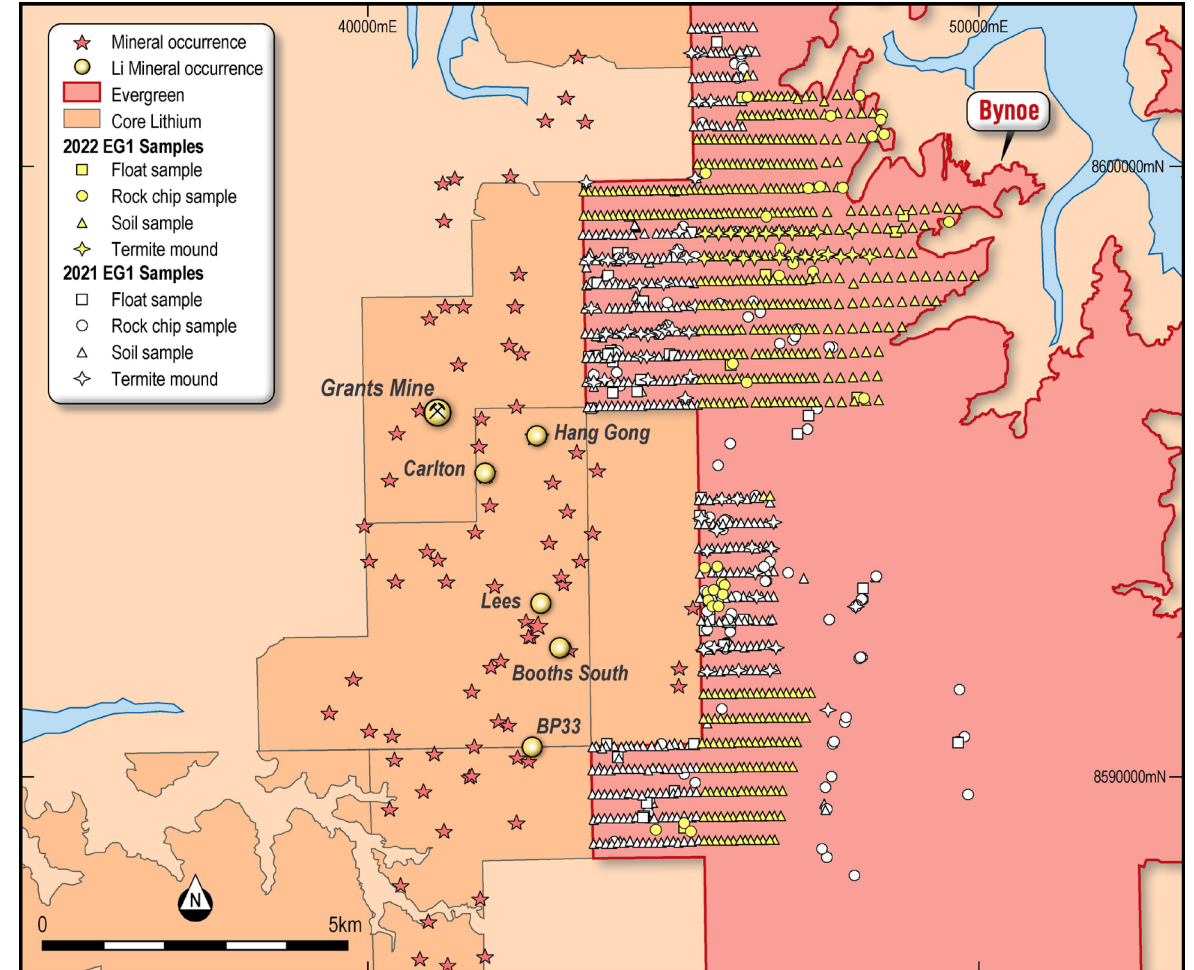 40000mE
50000mE
Mineral occurrence
Li Mineral occurrence
Evergreen
Core Lithium
2022 EG1 Samples
Float sample
Rock chip sample
Soil sample
Termite mound
2021 EG1 Samples
Float sample
Rock chip sample
Soil sample
Termite mound
Bynoe
8600000mN
Grants Mine
Hang Gong
Carlton
Lees
Booths South
BP33
8590000mN
N
0
5km